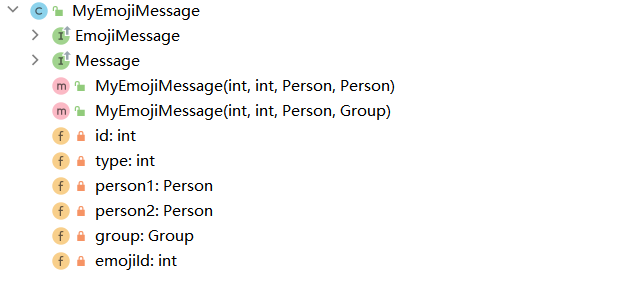 C MyEmojiMessage
I EmojiMessage
I Message
m MyEmojiMessage(int, int, Person, Person)
m MyEmojiMessage(int, int, Person, Group)
f id: int
f type: int
f person1: Person
f person2: Person
f group: Group
f emojiId: int